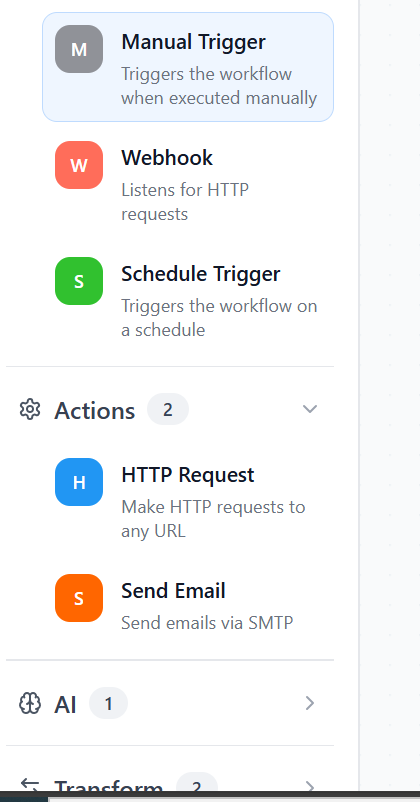 M
Manual Trigger
Triggers the workflow
when executed manually
W
Webhook
Listens for HTTP
requests
S
Schedule Trigger
Triggers the workflow on
a schedule
Actions 2
H
HTTP Request
Make HTTP requests to
any URL
S
Send Email
Send emails via SMTP
AI 1
Transform 2